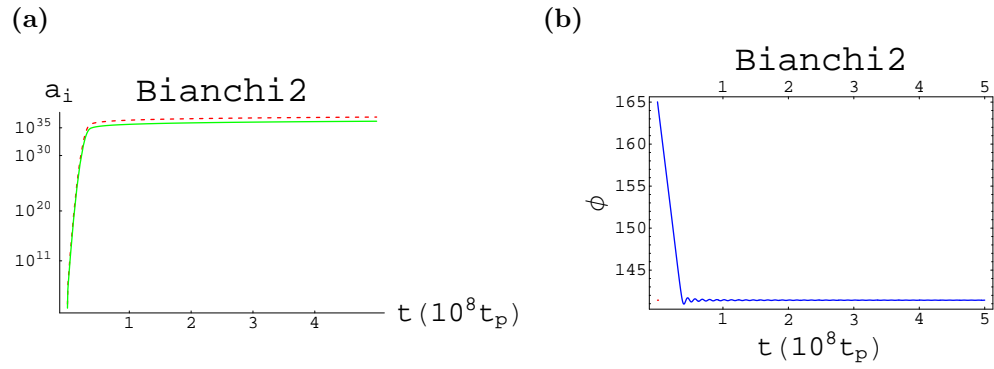 (a)
Bianchi2
a_i
10^35
10^30
10^20
10^11
1 2 3 4
t(10^8 t_p)
(b)
Bianchi2
1 2 3 4 5
165
160
155
150
145
ϕ
1 2 3 4 5
t(10^8 t_p)